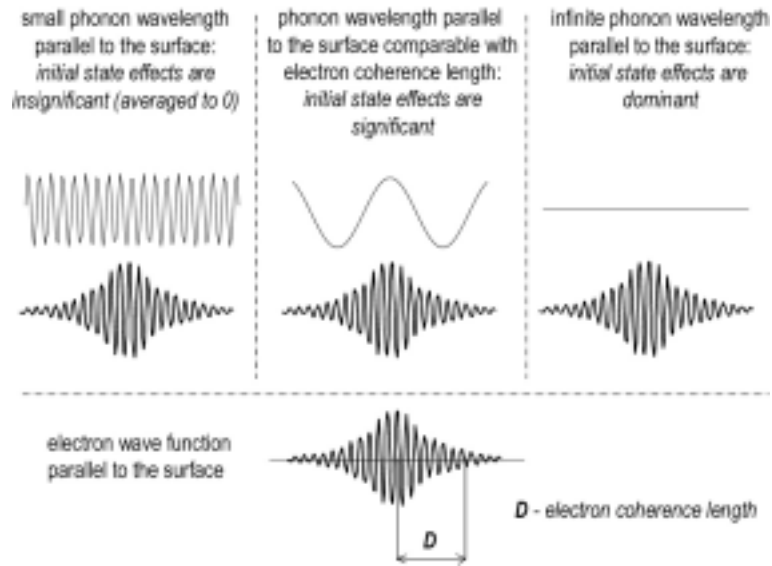 small phonon wavelength
parallel to the surface:
initial state effects are
insignificant (averaged to 0)
phonon wavelength parallel
to the surface comparable with
electron coherence length:
initial state effects are
significant
infinite phonon wavelength
parallel to the surface:
initial state effects are
dominant
electron wave function
parallel to the surface
D
D - electron coherence length